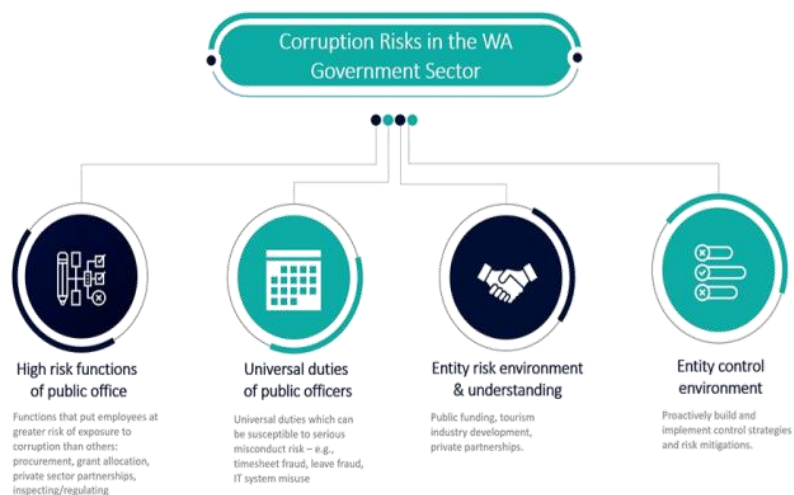 Corruption Risks in the WA
Government Sector
High risk functions
of public office
Functions that put employees at
greater risk of exposure to
corruption than others:
procurement, grant allocation,
private sector partnerships,
inspecting/regulating
Universal duties
of public officers
Universal duties which can
be susceptible to serious
misconduct risk – e.g.,
timesheet fraud, leave fraud,
IT system misuse
Entity risk environment
& understanding
Public funding, tourism
industry development,
private partnerships.
Entity control
environment
Proactively build and
implement control strategies
and risk mitigations.